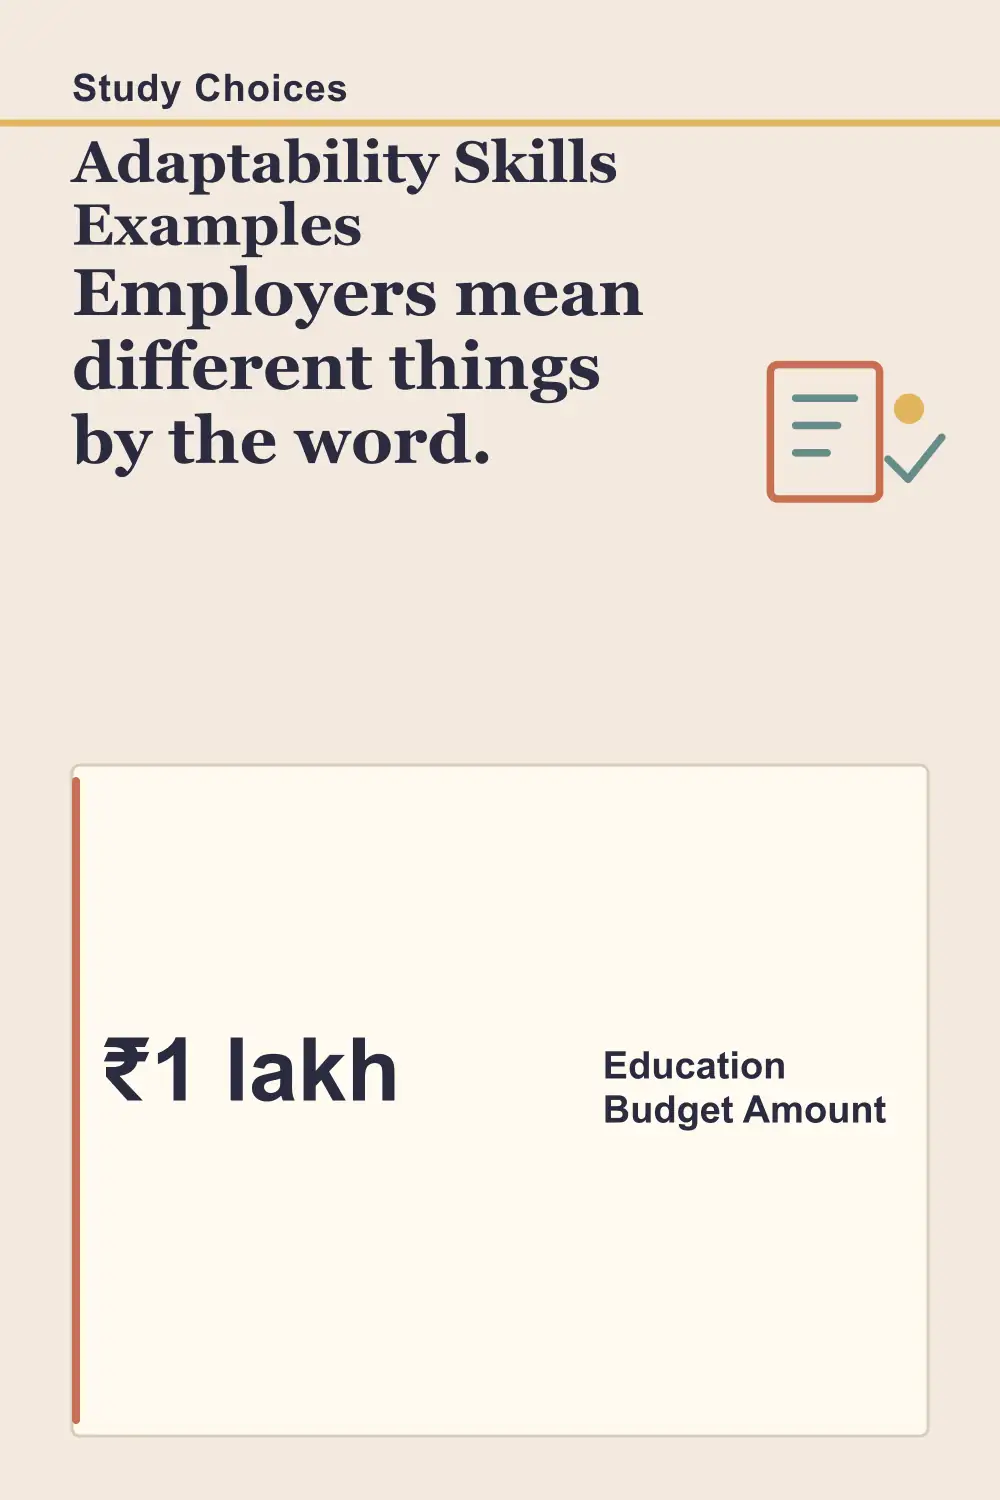 Study Choices
Adaptability Skills
Examples
Employers mean
different things
by the word.
₹1 lakh
Education
Budget Amount